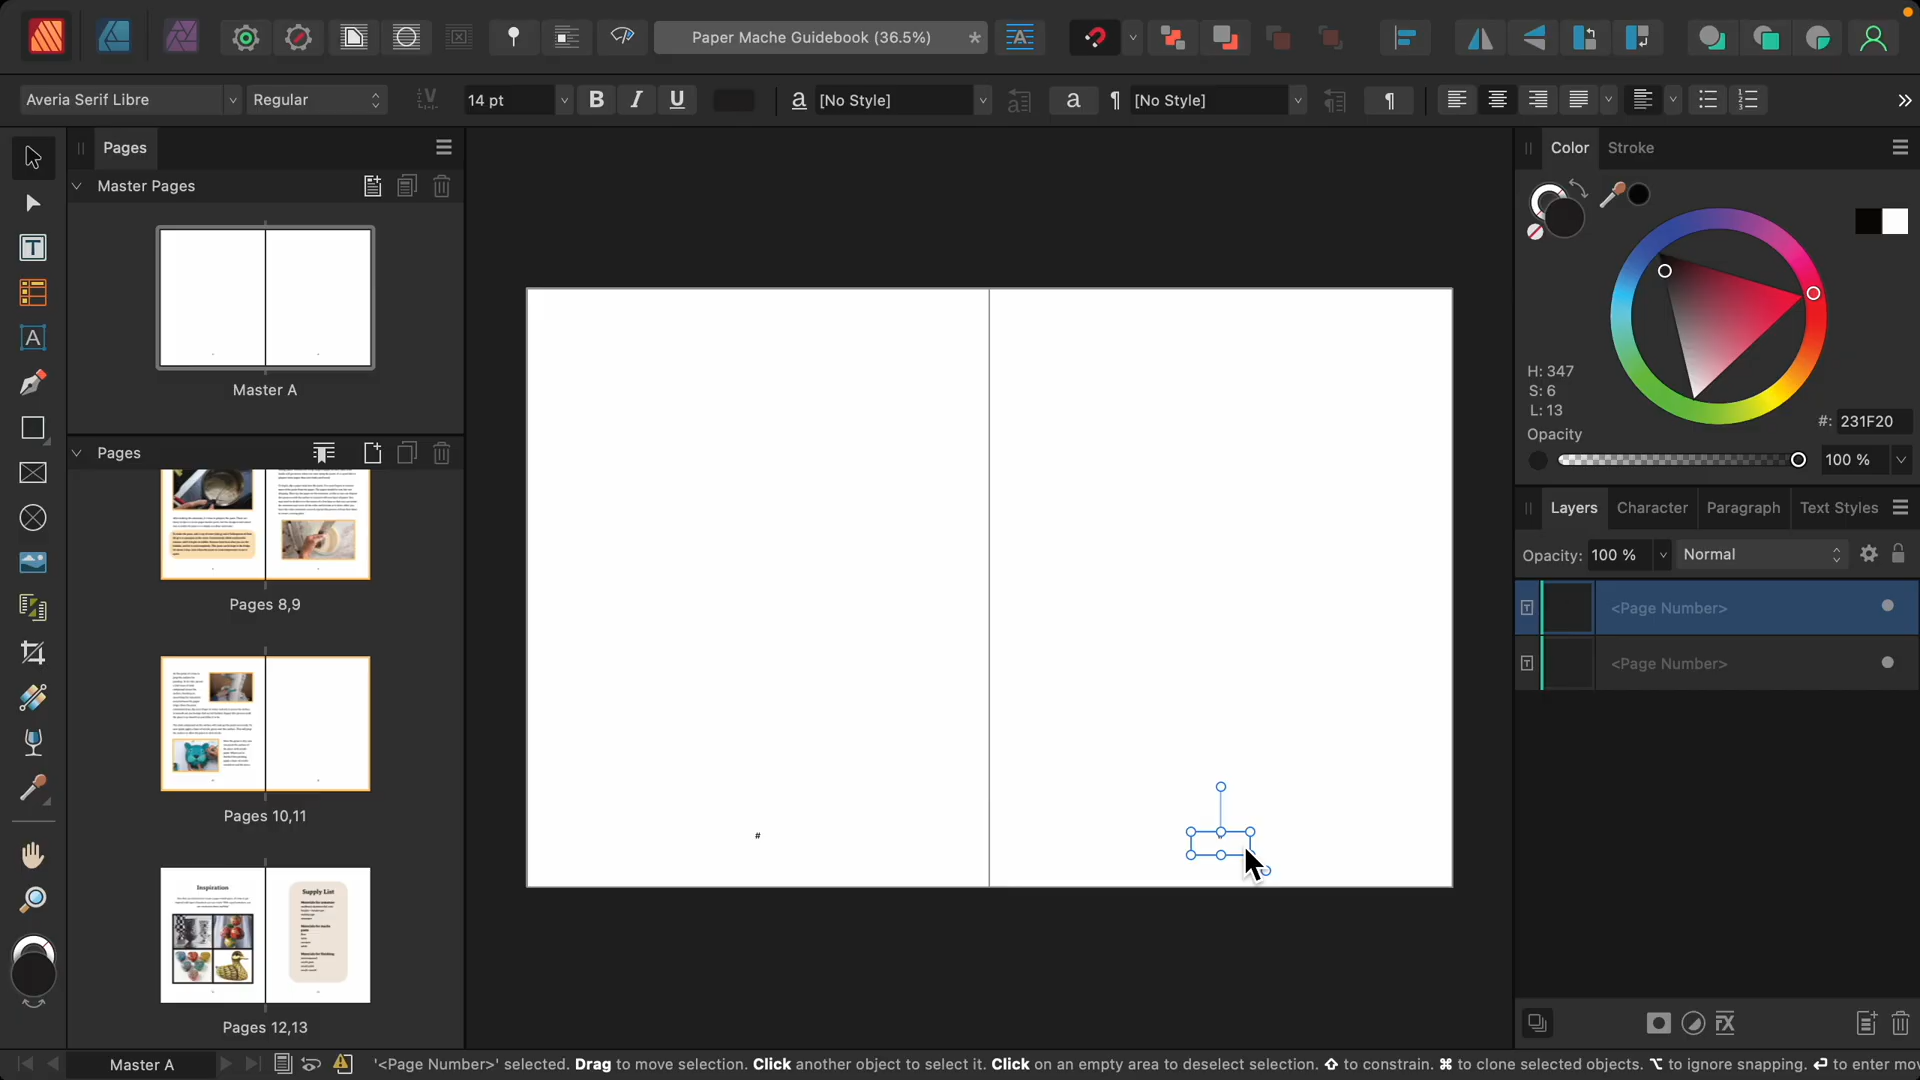 Paper Mache Guidebook (36.5%) *
Averia Serif Libre
Regular
14 pt
B I U
a [No Style]
a
¶ [No Style]
¶
Pages
Master Pages
Master A
Pages
Pages 8,9
Pages 10,11
Inspiration
Supply List
Pages 12,13
#
Color
Stroke
H: 347
S: 6
L: 13
#: 231F20
Opacity
100 %
Layers
Character
Paragraph
Text Styles
Opacity: 100 %
Normal
<Page Number>
<Page Number>
Master A
'<Page Number>' selected. Drag to move selection. Click another object to select it. Click on an empty area to deselect selection. ⇧ to constrain. ⌘ to clone selected objects. ⌥ to ignore snapping. ↵ to enter mov